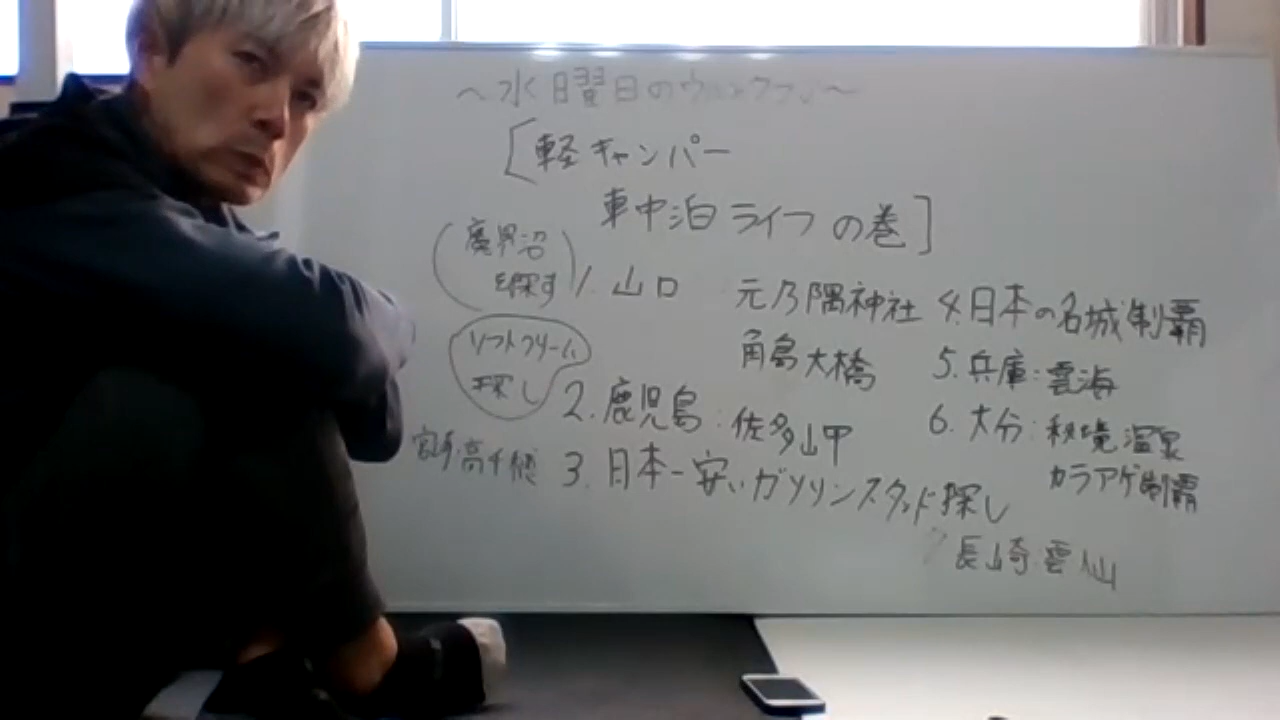 ～水曜日のウルトラ～
[軽キャンパー
車中泊ライフの巻]
(魔界沼
を探す)
1. 山口 元乃隅神社
角島大橋
ソフトクリーム
探し
2. 鹿児島:佐多岬
宮崎高千穂
3. 日本一安いガソリンスタンド探し
4.日本の名城制覇
5. 兵庫:雲海
6. 大分:秘境温泉
カラアゲ制覇
7 長崎雲仙